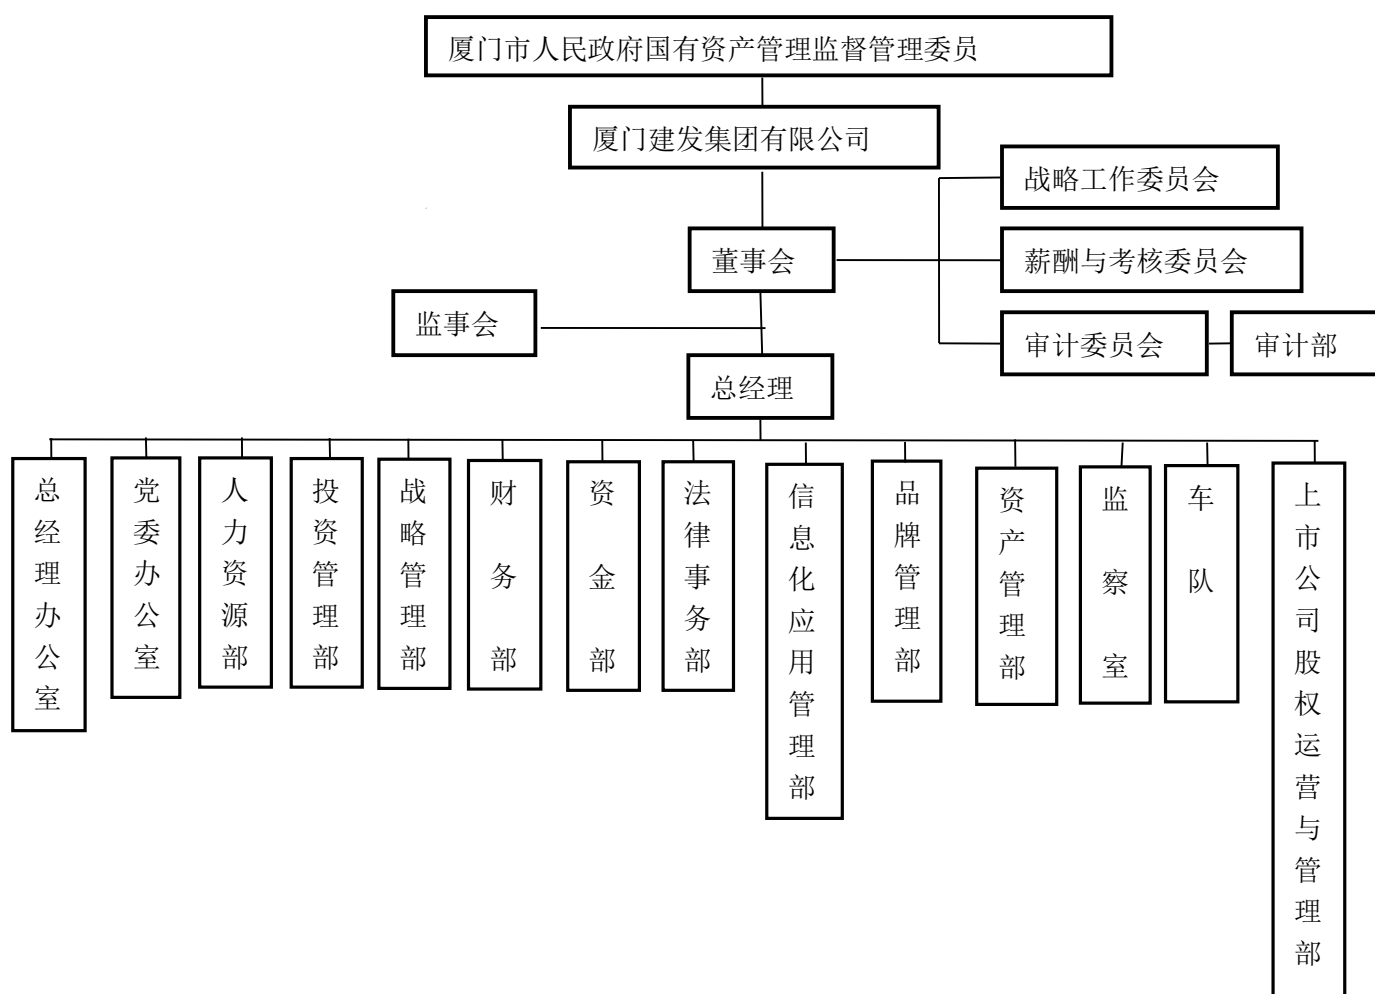 厦门市人民政府国有资产管理监督管理委员
厦门建发集团有限公司
战略工作委员会
董事会
薪酬与考核委员会
监事会
审计委员会
审计部
总经理
总经理办公室
党委办公室
人力资源部
投资管理部
战略管理部
财务部
资金部
法律事务部
信息化应用管理部
品牌管理部
资产管理部
监察室
车队
上市公司股权运营与管理部